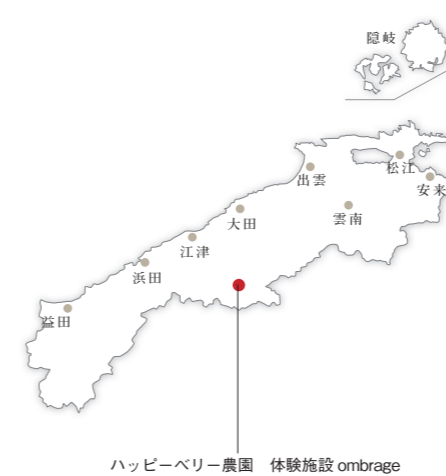 隠岐
松江
安来
出雲
雲南
大田
江津
浜田
益田
ハッピーベリー農園　体験施設 ombrage